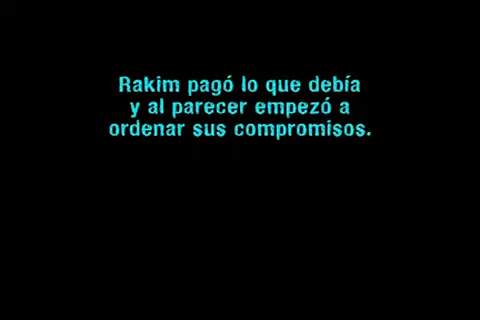 Rakim pagó lo que debía
y al parecer empezó a
ordenar sus compromisos.